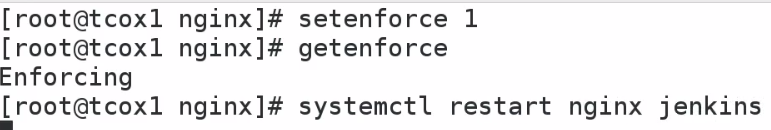 [root@tcox1 nginx]# setenforce 1
[root@tcox1 nginx]# getenforce
Enforcing
[root@tcox1 nginx]# systemctl restart nginx jenkins